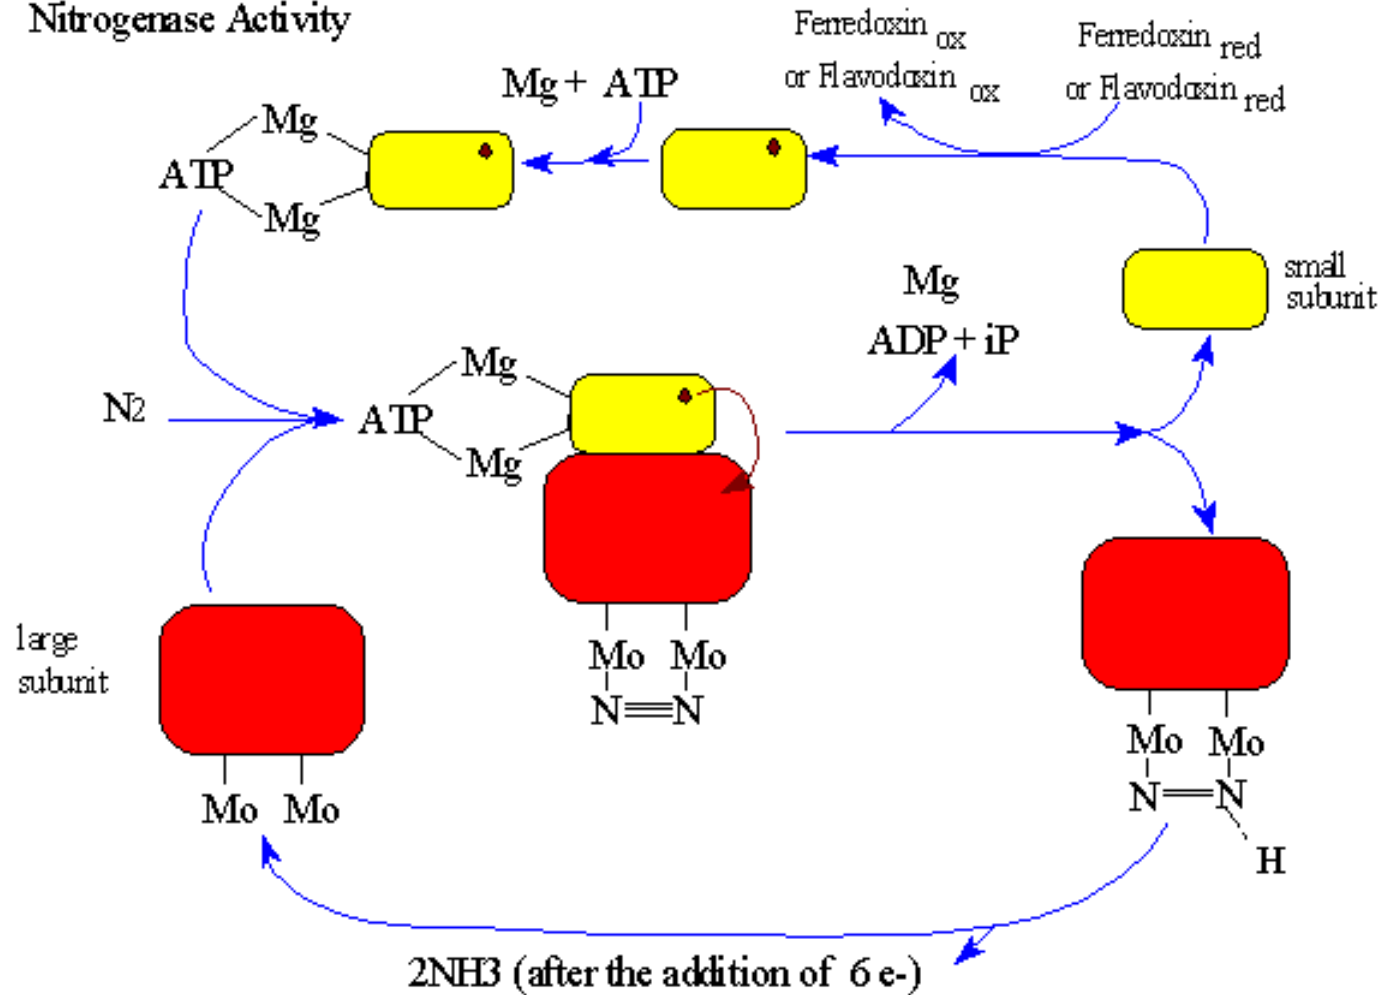 Nitrogenase Activity
Ferredoxin ox
or Flavodoxin ox
Ferredoxin red
or Flavodoxin red
Mg + ATP
Mg
ATP
Mg
small
subunit
Mg
ADP + iP
N2
Mg
ATP
Mg
large
subunit
Mo Mo
N≡N
Mo Mo
N=N
H
Mo Mo
2NH3 (after the addition of 6 e-)